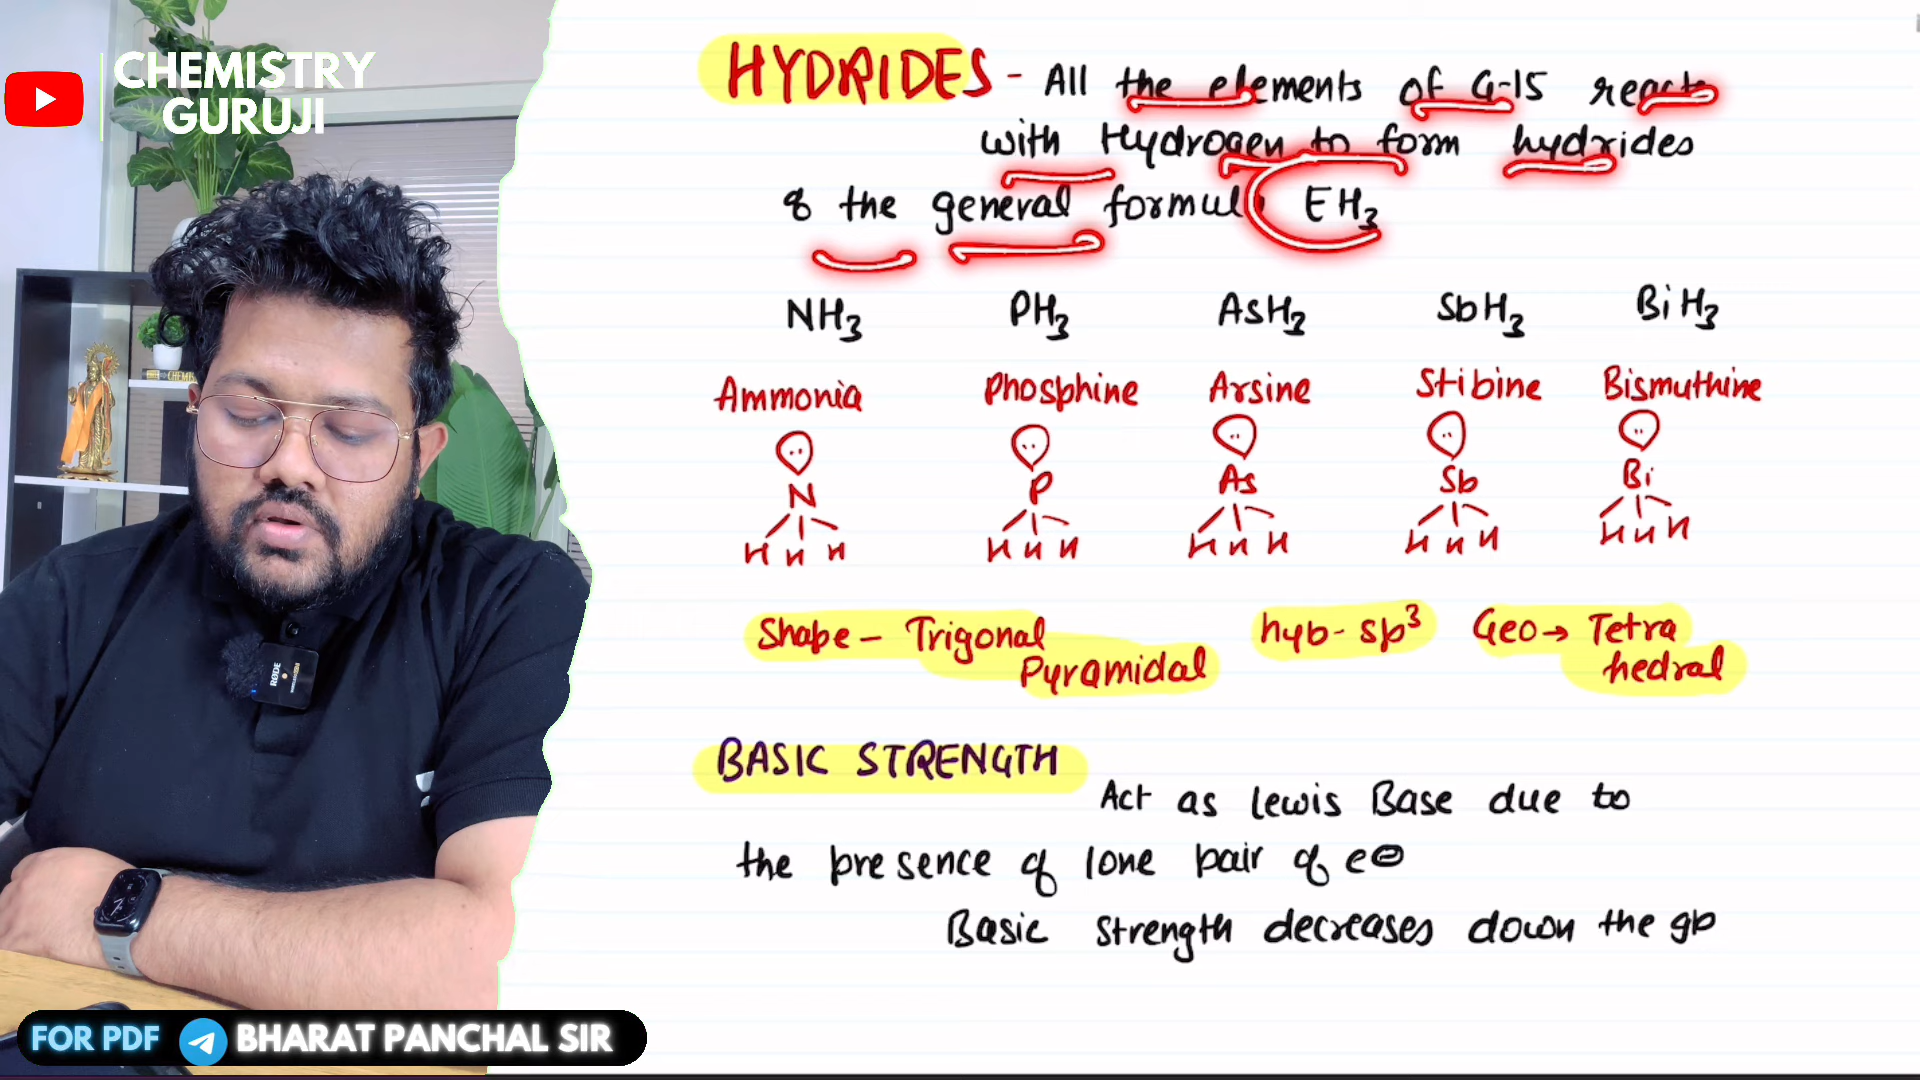 CHEMISTRY
GURUJI
HYDRIDES - All the elements of G-15 reacts
with Hydrogen to form hydrides
& the general formula EH₃
NH₃ PH₃ AsH₃ SbH₃ BiH₃
Ammonia Phosphine Arsine Stibine Bismuthine
N P As Sb Bi
H H H H H H H H H H H H H H H
Shape - Trigonal hyb - sp³ Geo → Tetra
Pyramidal hedral
BASIC STRENGTH
Act as Lewis Base due to
the presence of lone pair of e⊖
Basic strength decreases down the gp
RØDE
FOR PDF BHARAT PANCHAL SIR